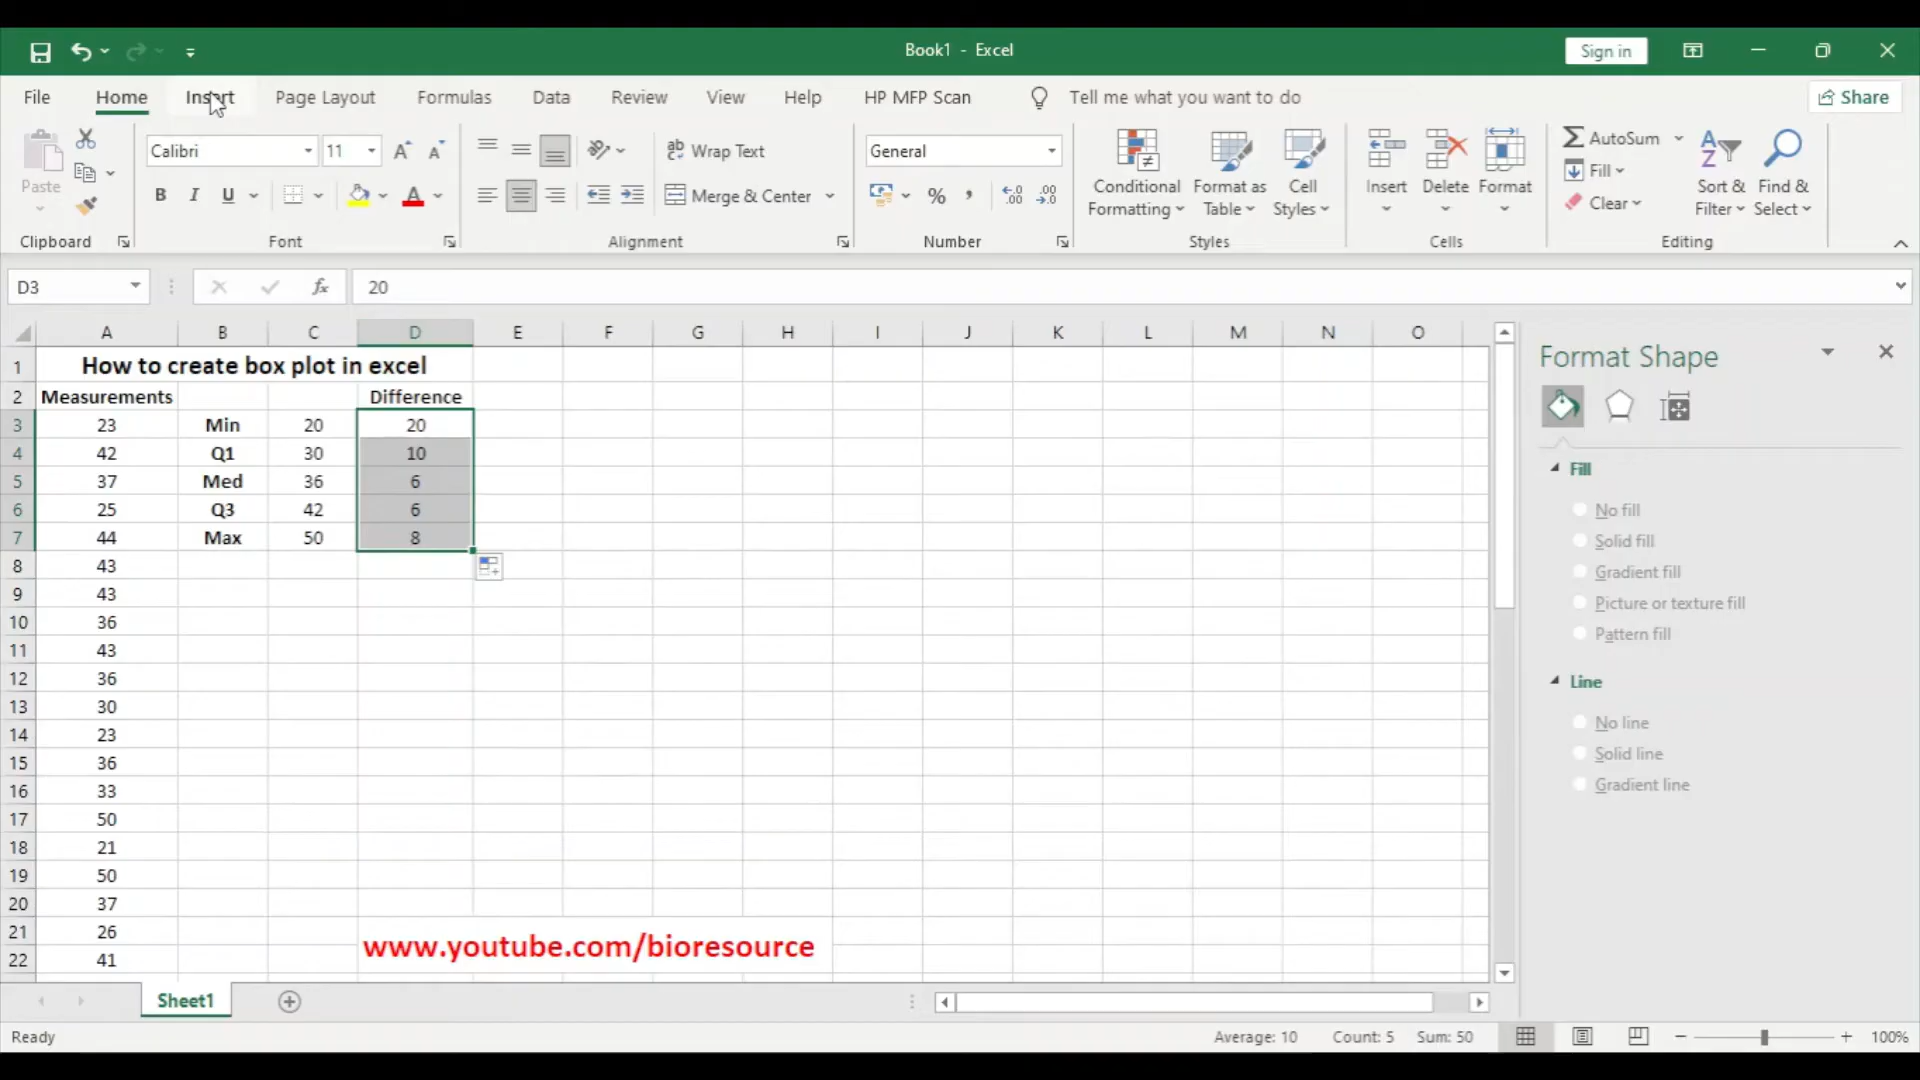 Book1 - Excel
Sign in
File Home Insert Page Layout Formulas Data Review View Help HP MFP Scan Tell me what you want to do Share
Paste
Clipboard
Calibri 11
B I U A
Font
Wrap Text
Merge & Center
Alignment
General
%
Number
Conditional Formatting
Format as Table
Cell Styles
Styles
Insert
Delete
Format
Cells
AutoSum
Fill
Clear
Sort & Filter
Find & Select
Editing
D3 fx 20
A B C D E F G H I J K L M N O
1 How to create box plot in excel
2 Measurements Difference
3 23 Min 20 20
4 42 Q1 30 10
5 37 Med 36 6
6 25 Q3 42 6
7 44 Max 50 8
8 43
9 43
10 36
11 43
12 36
13 30
14 23
15 36
16 33
17 50
18 21
19 50
20 37
21 26
22 41
www.youtube.com/bioresource
Format Shape
Fill
No fill
Solid fill
Gradient fill
Picture or texture fill
Pattern fill
Line
No line
Solid line
Gradient line
Sheet1
Ready Average: 10 Count: 5 Sum: 50 100%